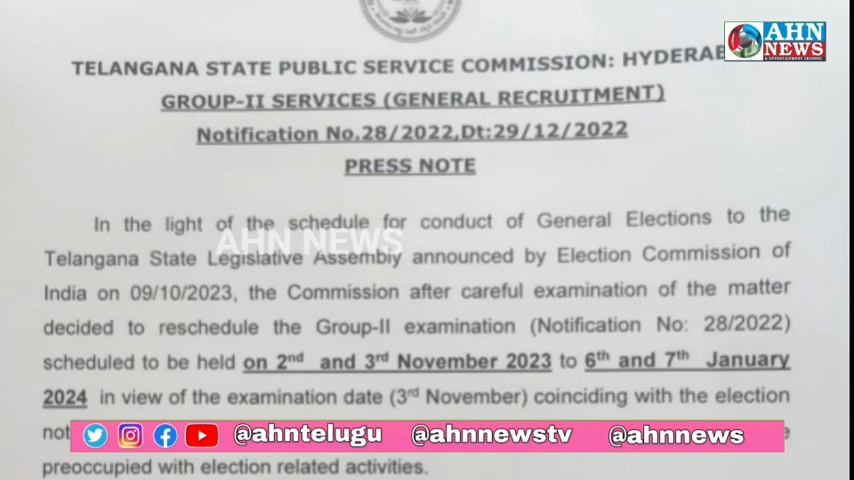 AHN
NEWS
& ENTERTAINMENT CHANNEL
TELANGANA STATE PUBLIC SERVICE COMMISSION: HYDERAB
GROUP-II SERVICES (GENERAL RECRUITMENT)
Notification No.28/2022,Dt:29/12/2022
PRESS NOTE
In the light of the schedule for conduct of General Elections to the
AHN NEWS
Telangana State Legislative Assembly announced by Election Commission of
India on 09/10/2023, the Commission after careful examination of the matter
decided to reschedule the Group-II examination (Notification No: 28/2022)
scheduled to be held on 2nd and 3rd November 2023 to 6th and 7th January
2024 in view of the examination date (3rd November) coinciding with the election
not
@ahntelugu @ahnnewstv @ahnnews
preoccupied with election related activities.